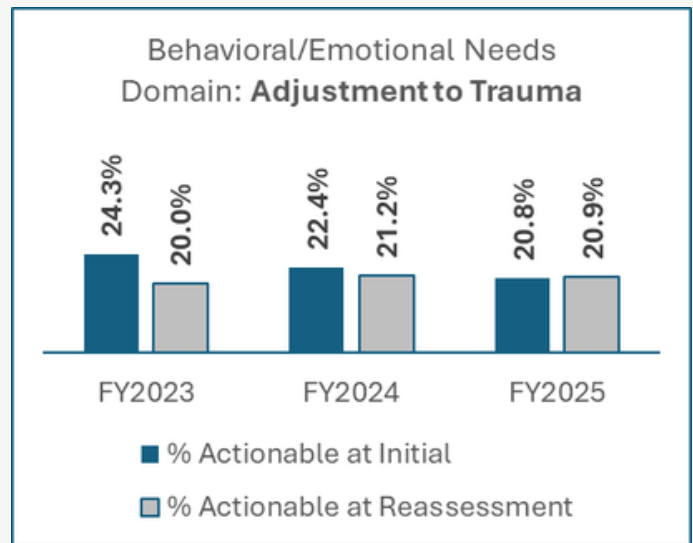 Behavioral/Emotional Needs
Domain: Adjustment to Trauma
24.3%
20.0%
22.4%
21.2%
20.8%
20.9%
FY2023
FY2024
FY2025
% Actionable at Initial
% Actionable at Reassessment